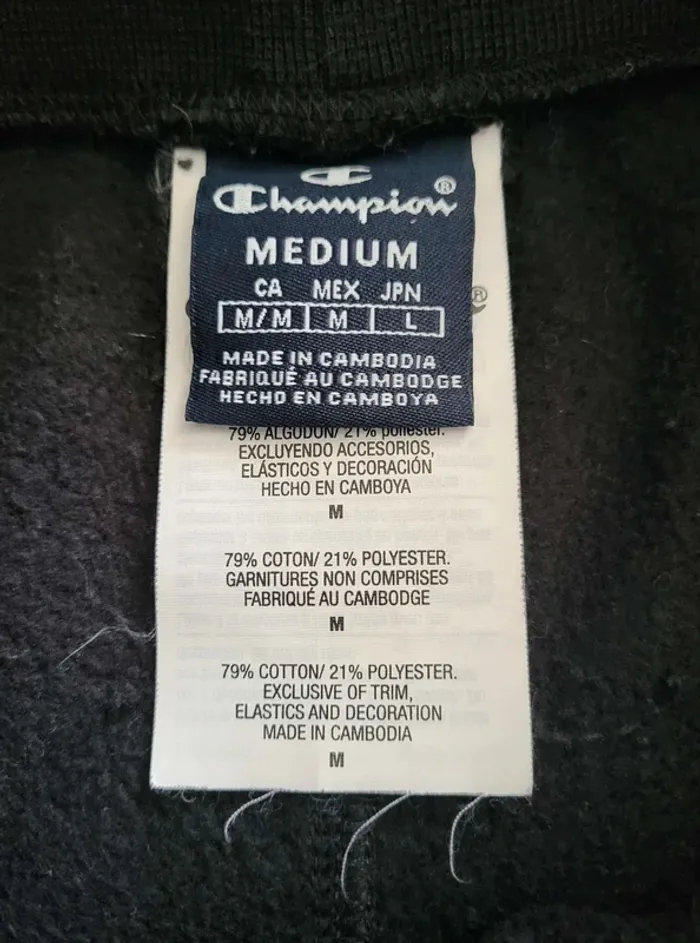 Champion®
MEDIUM
CA MEX JPN
M/M M L
MADE IN CAMBODIA
FABRIQUÉ AU CAMBODGE
HECHO EN CAMBOYA
®
79% ALGODÓN/ 21% poliéster.
EXCLUYENDO ACCESORIOS,
ELÁSTICOS Y DECORACIÓN
HECHO EN CAMBOYA
M
79% COTON/ 21% POLYESTER.
GARNITURES NON COMPRISES
FABRIQUÉ AU CAMBODGE
M
79% COTTON/ 21% POLYESTER.
EXCLUSIVE OF TRIM,
ELASTICS AND DECORATION
MADE IN CAMBODIA
M